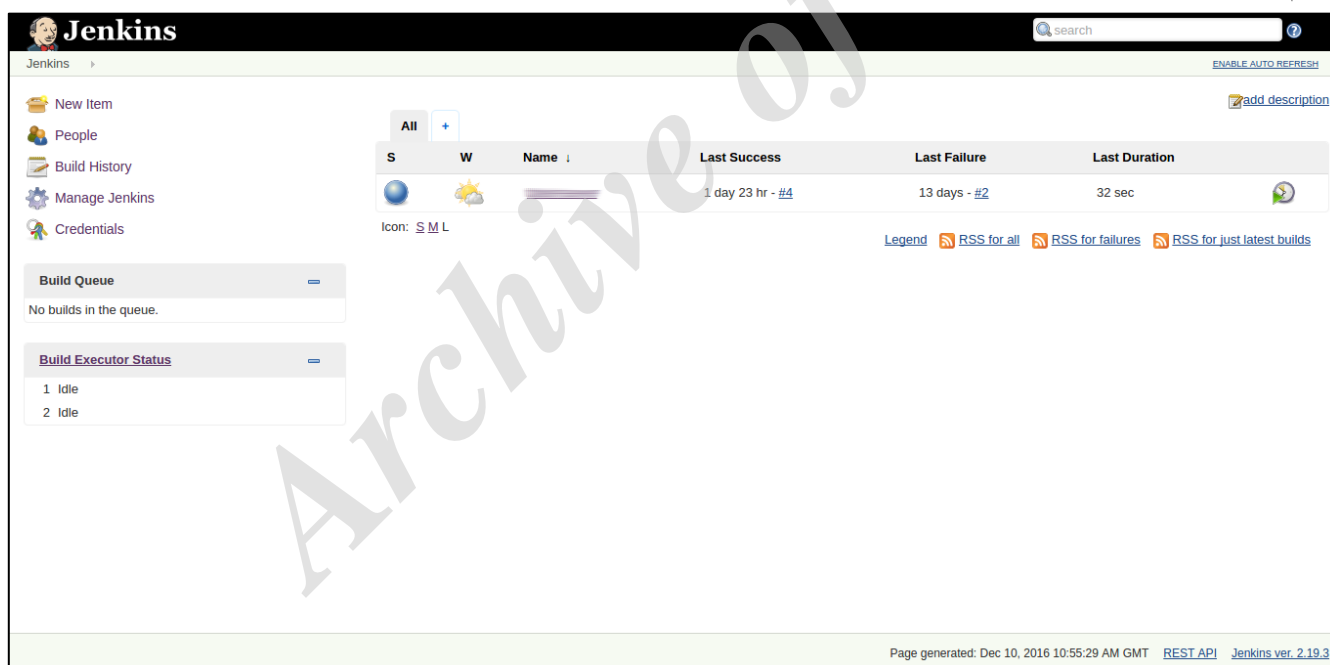 Jenkins
search
Jenkins
ENABLE AUTO REFRESH
New Item
People
Build History
Manage Jenkins
Credentials
add description
All +
S W Name ↓ Last Success Last Failure Last Duration
1 day 23 hr - #4 13 days - #2 32 sec
Icon: S M L
Legend RSS for all RSS for failures RSS for just latest builds
Build Queue
No builds in the queue.
Build Executor Status
1 Idle
2 Idle
Archive of
Page generated: Dec 10, 2016 10:55:29 AM GMT REST API Jenkins ver. 2.19.3